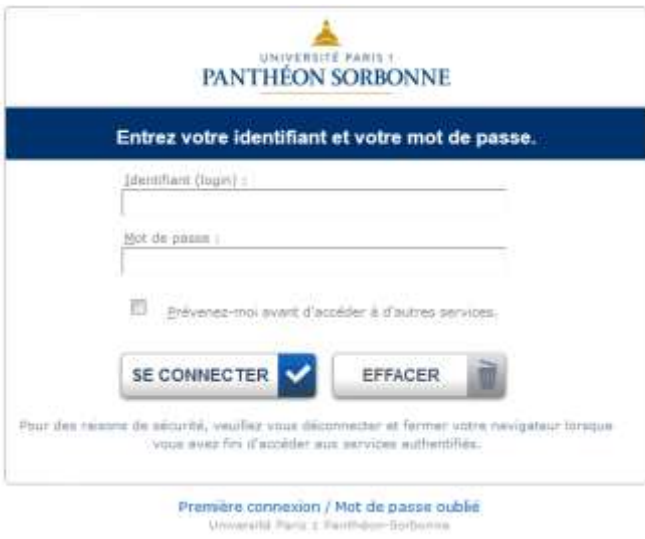 UNIVERSITÉ PARIS 1
PANTHÉON SORBONNE
Entrez votre identifiant et votre mot de passe.
Identifiant (login) :
Mot de passe :
Prévenez-moi avant d'accéder à d'autres services.
SE CONNECTER
EFFACER
Pour des raisons de sécurité, veuillez vous déconnecter et fermer votre navigateur lorsque
vous avez fini d'accéder aux services authentifiés.
Première connexion / Mot de passe oublié
Université Paris 1 Panthéon-Sorbonne